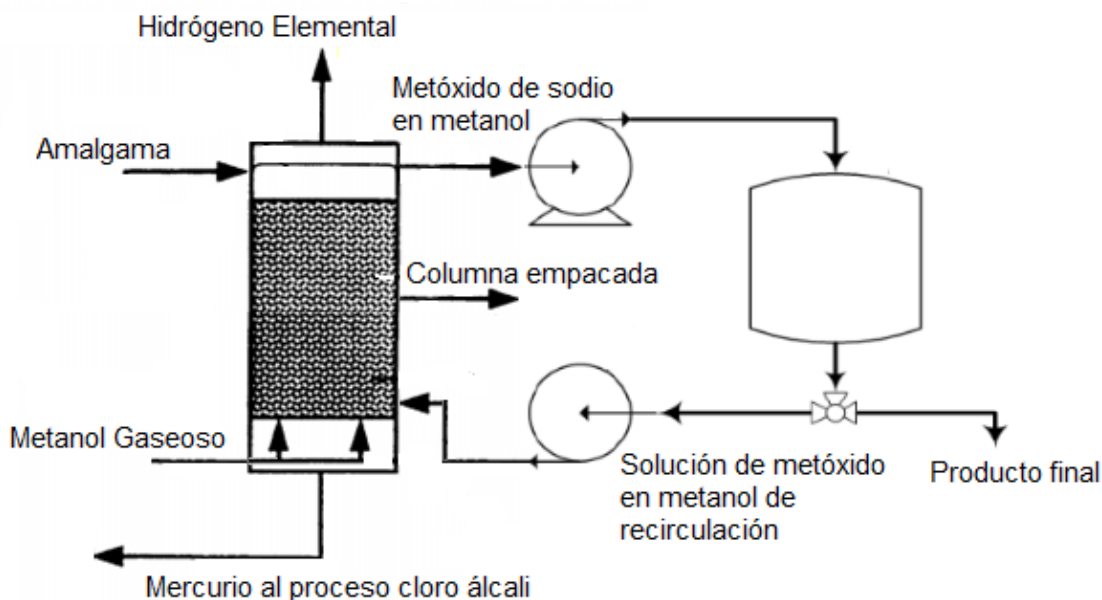 Hidrógeno Elemental
Metóxido de sodio
en metanol
Amalgama
Columna empacada
Metanol Gaseoso
Solución de metóxido
en metanol de
recirculación
Producto final
Mercurio al proceso cloro álcali